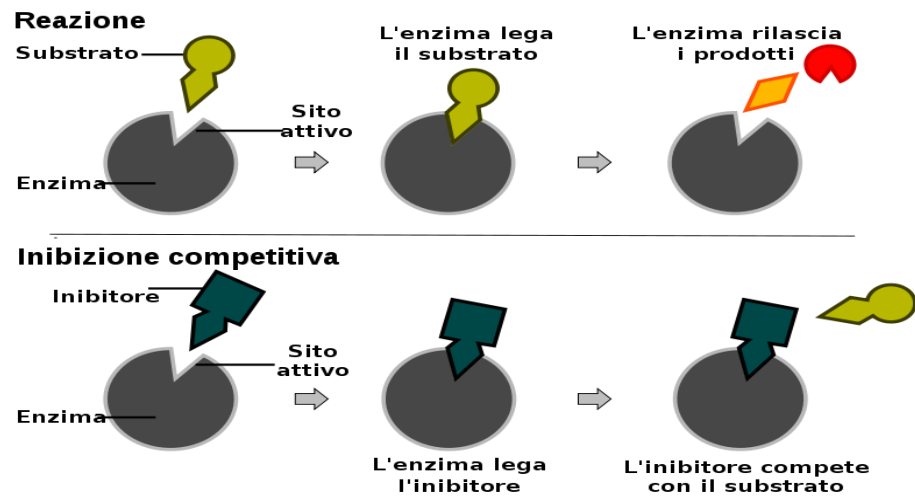 Reazione
Substrato
Sito
attivo
Enzima
L'enzima lega
il substrato
L'enzima rilascia
i prodotti
Inibizione competitiva
Inibitore
Sito
attivo
Enzima
L'enzima lega
l'inibitore
L'inibitore compete
con il substrato